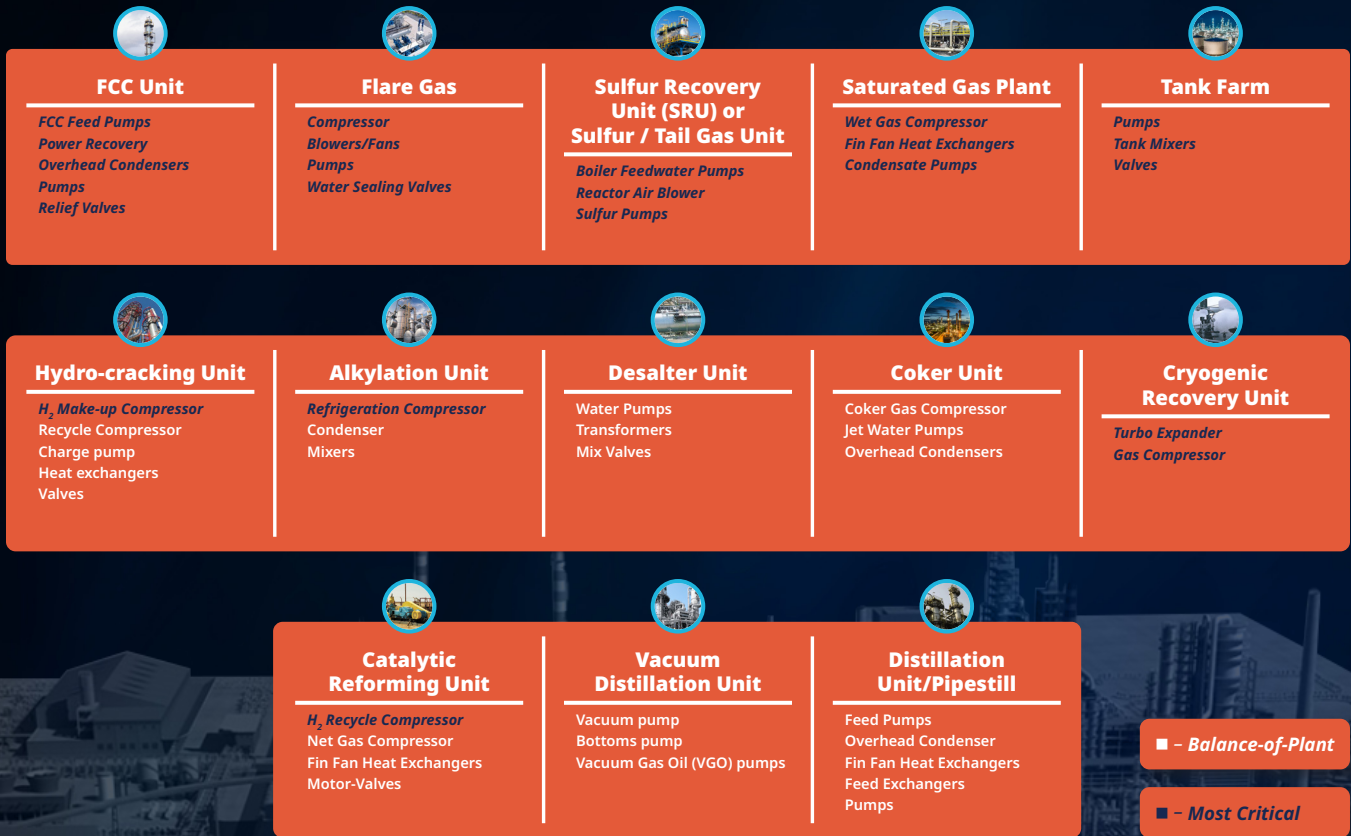 FCC Unit
FCC Feed Pumps
Power Recovery
Overhead Condensers
Pumps
Relief Valves
Flare Gas
Compressor
Blowers/Fans
Pumps
Water Sealing Valves
Sulfur Recovery
Unit (SRU) or
Sulfur / Tail Gas Unit
Boiler Feedwater Pumps
Reactor Air Blower
Sulfur Pumps
Saturated Gas Plant
Wet Gas Compressor
Fin Fan Heat Exchangers
Condensate Pumps
Tank Farm
Pumps
Tank Mixers
Valves
Hydro-cracking Unit
H₂ Make-up Compressor
Recycle Compressor
Charge pump
Heat exchangers
Valves
Alkylation Unit
Refrigeration Compressor
Condenser
Mixers
Desalter Unit
Water Pumps
Transformers
Mix Valves
Coker Unit
Coker Gas Compressor
Jet Water Pumps
Overhead Condensers
Cryogenic
Recovery Unit
Turbo Expander
Gas Compressor
Catalytic
Reforming Unit
H₂ Recycle Compressor
Net Gas Compressor
Fin Fan Heat Exchangers
Motor-Valves
Vacuum
Distillation Unit
Vacuum pump
Bottoms pump
Vacuum Gas Oil (VGO) pumps
Distillation
Unit/Pipestill
Feed Pumps
Overhead Condenser
Fin Fan Heat Exchangers
Feed Exchangers
Pumps
■ – Balance-of-Plant
■ – Most Critical